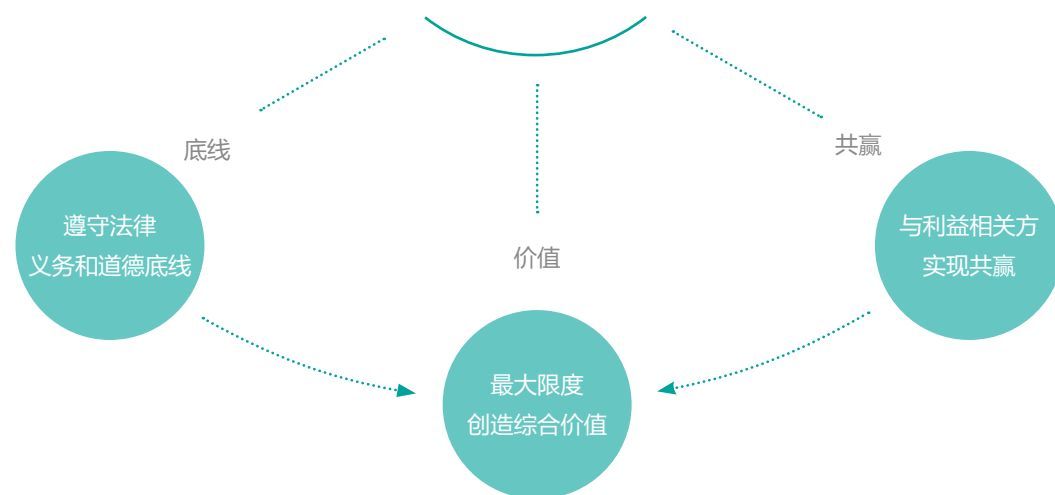 底线
共赢
遵守法律
义务和道德底线
与利益相关方
实现共赢
价值
最大限度
创造综合价值